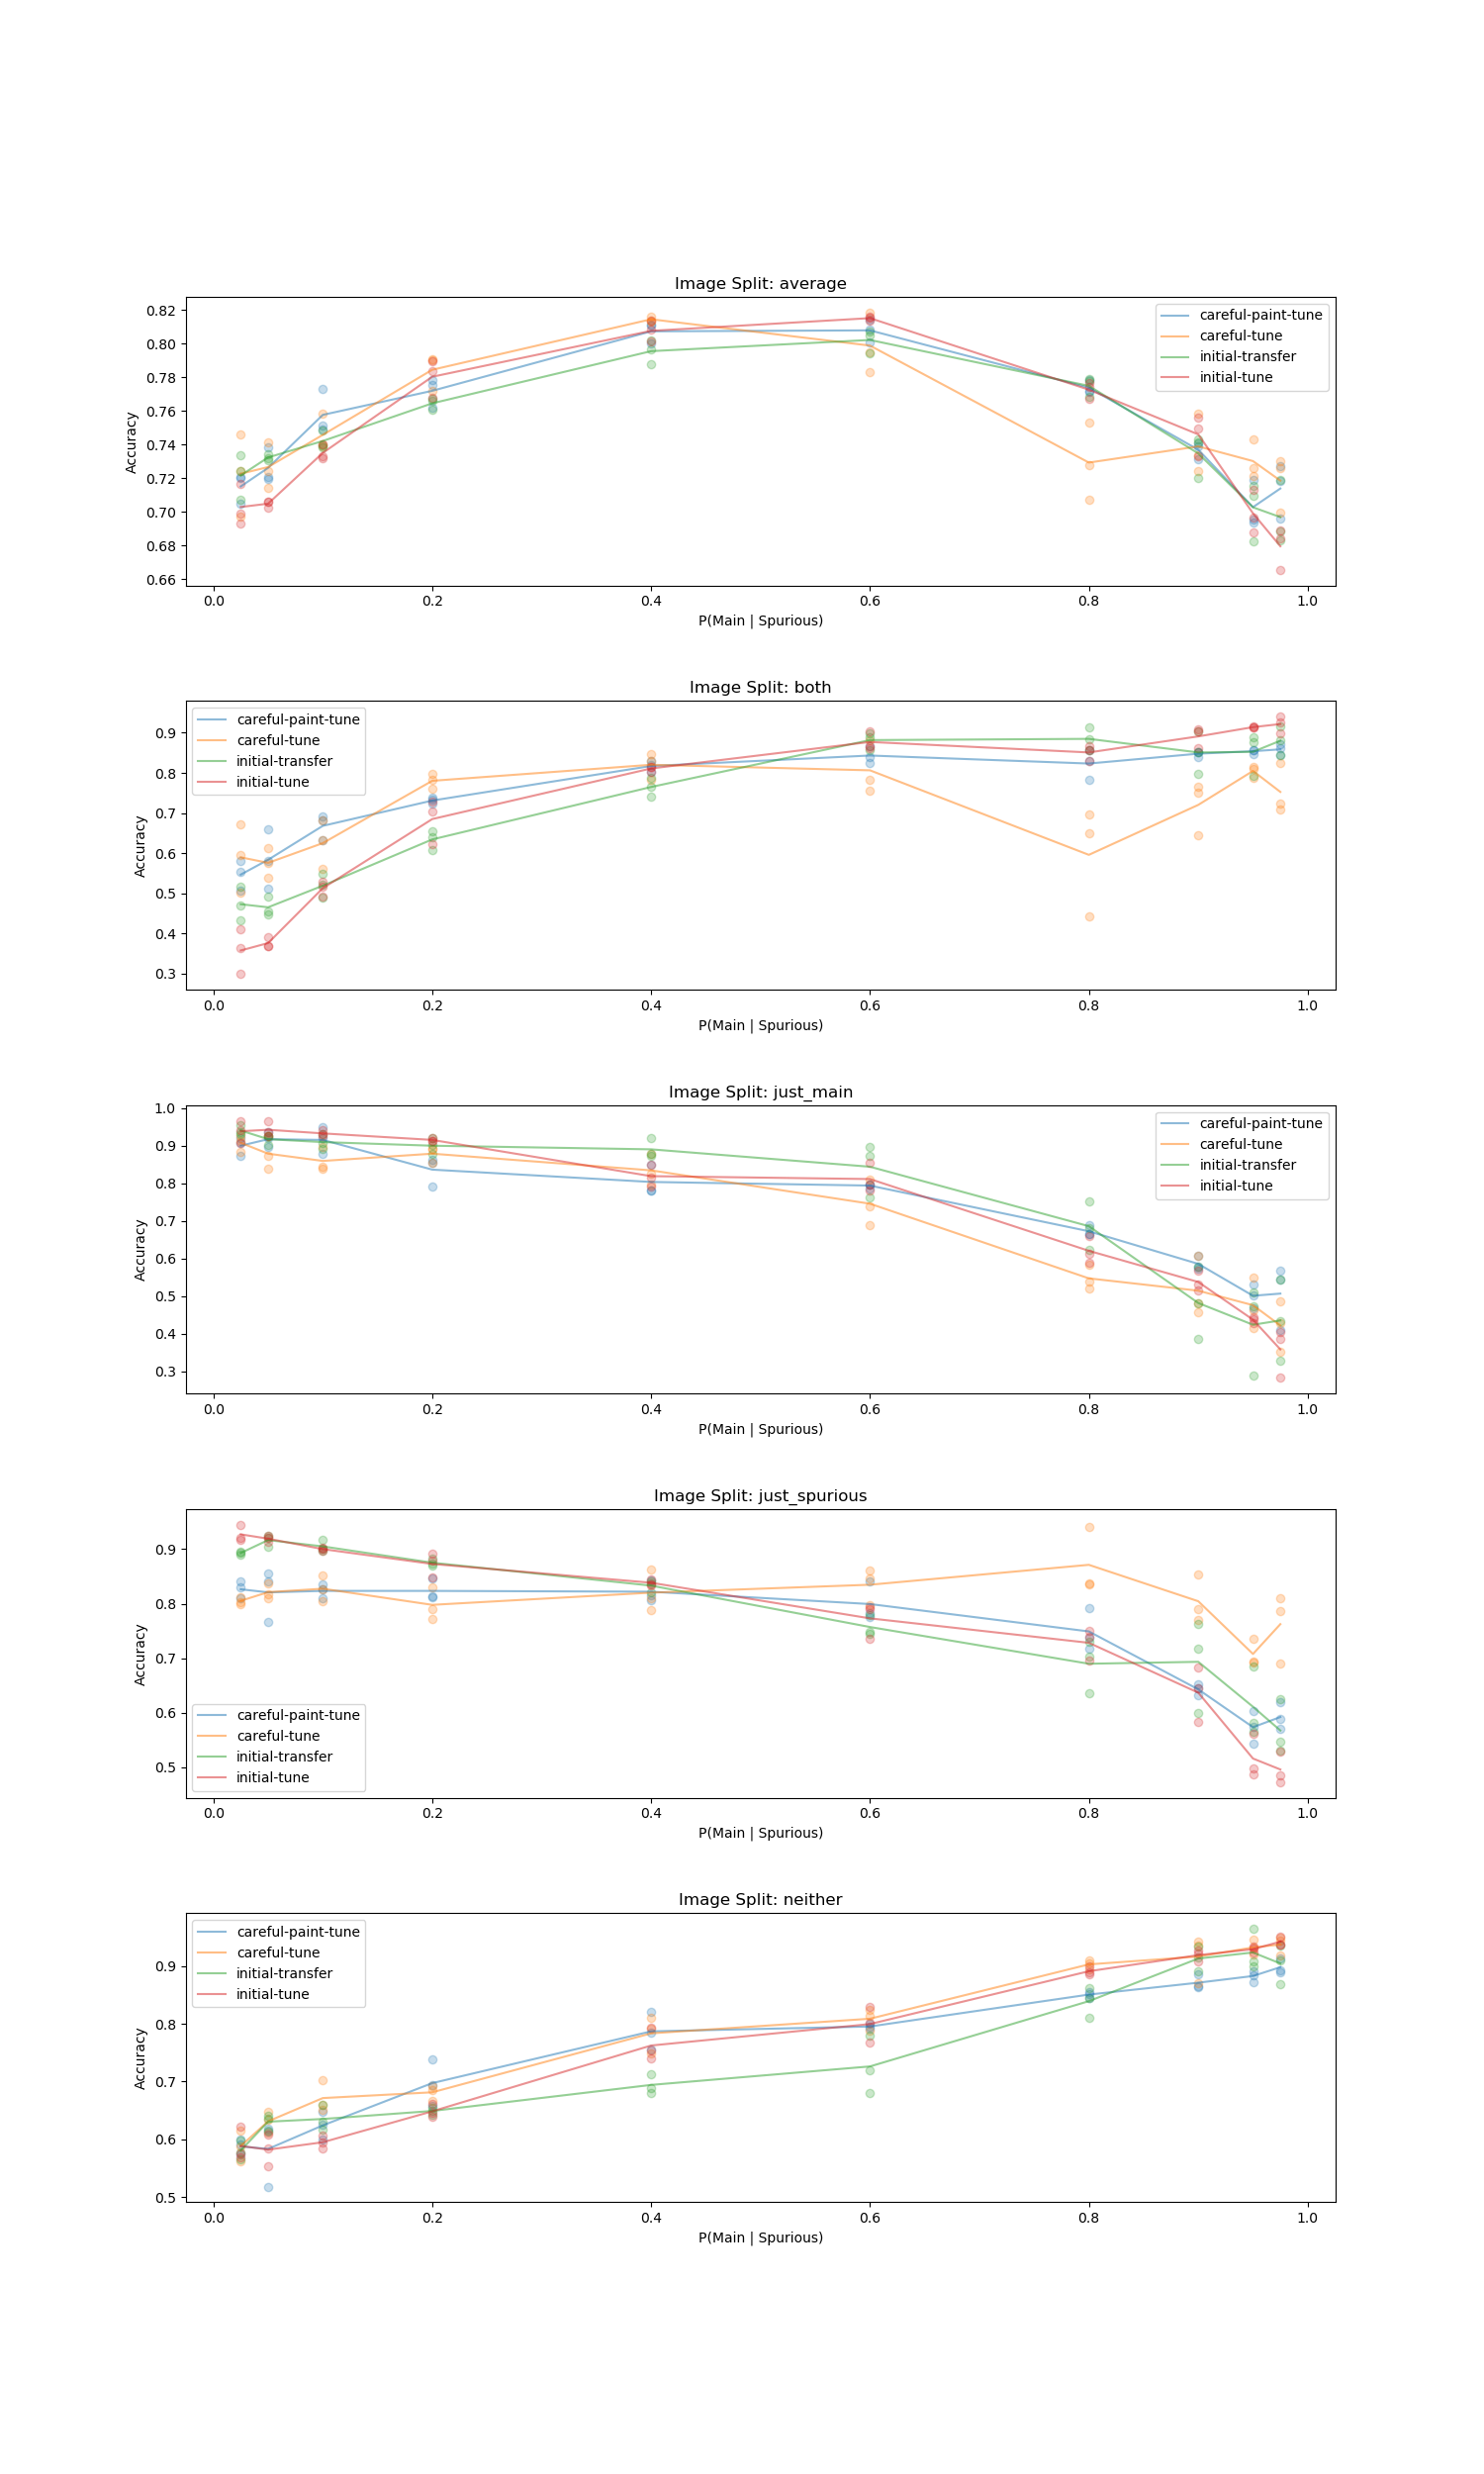 Image Split: average
0.82
0.80
0.78
0.76
0.74
0.72
0.70
0.68
0.66
Accuracy
careful-paint-tune
careful-tune
initial-transfer
initial-tune
0.0 0.2 0.4 0.6 0.8 1.0
P(Main | Spurious)
Image Split: both
0.9
0.8
0.7
0.6
0.5
0.4
0.3
Accuracy
careful-paint-tune
careful-tune
initial-transfer
initial-tune
0.0 0.2 0.4 0.6 0.8 1.0
P(Main | Spurious)
Image Split: just_main
1.0
0.9
0.8
0.7
0.6
0.5
0.4
0.3
Accuracy
careful-paint-tune
careful-tune
initial-transfer
initial-tune
0.0 0.2 0.4 0.6 0.8 1.0
P(Main | Spurious)
Image Split: just_spurious
0.9
0.8
0.7
0.6
0.5
Accuracy
careful-paint-tune
careful-tune
initial-transfer
initial-tune
0.0 0.2 0.4 0.6 0.8 1.0
P(Main | Spurious)
Image Split: neither
0.9
0.8
0.7
0.6
0.5
Accuracy
careful-paint-tune
careful-tune
initial-transfer
initial-tune
0.0 0.2 0.4 0.6 0.8 1.0
P(Main | Spurious)